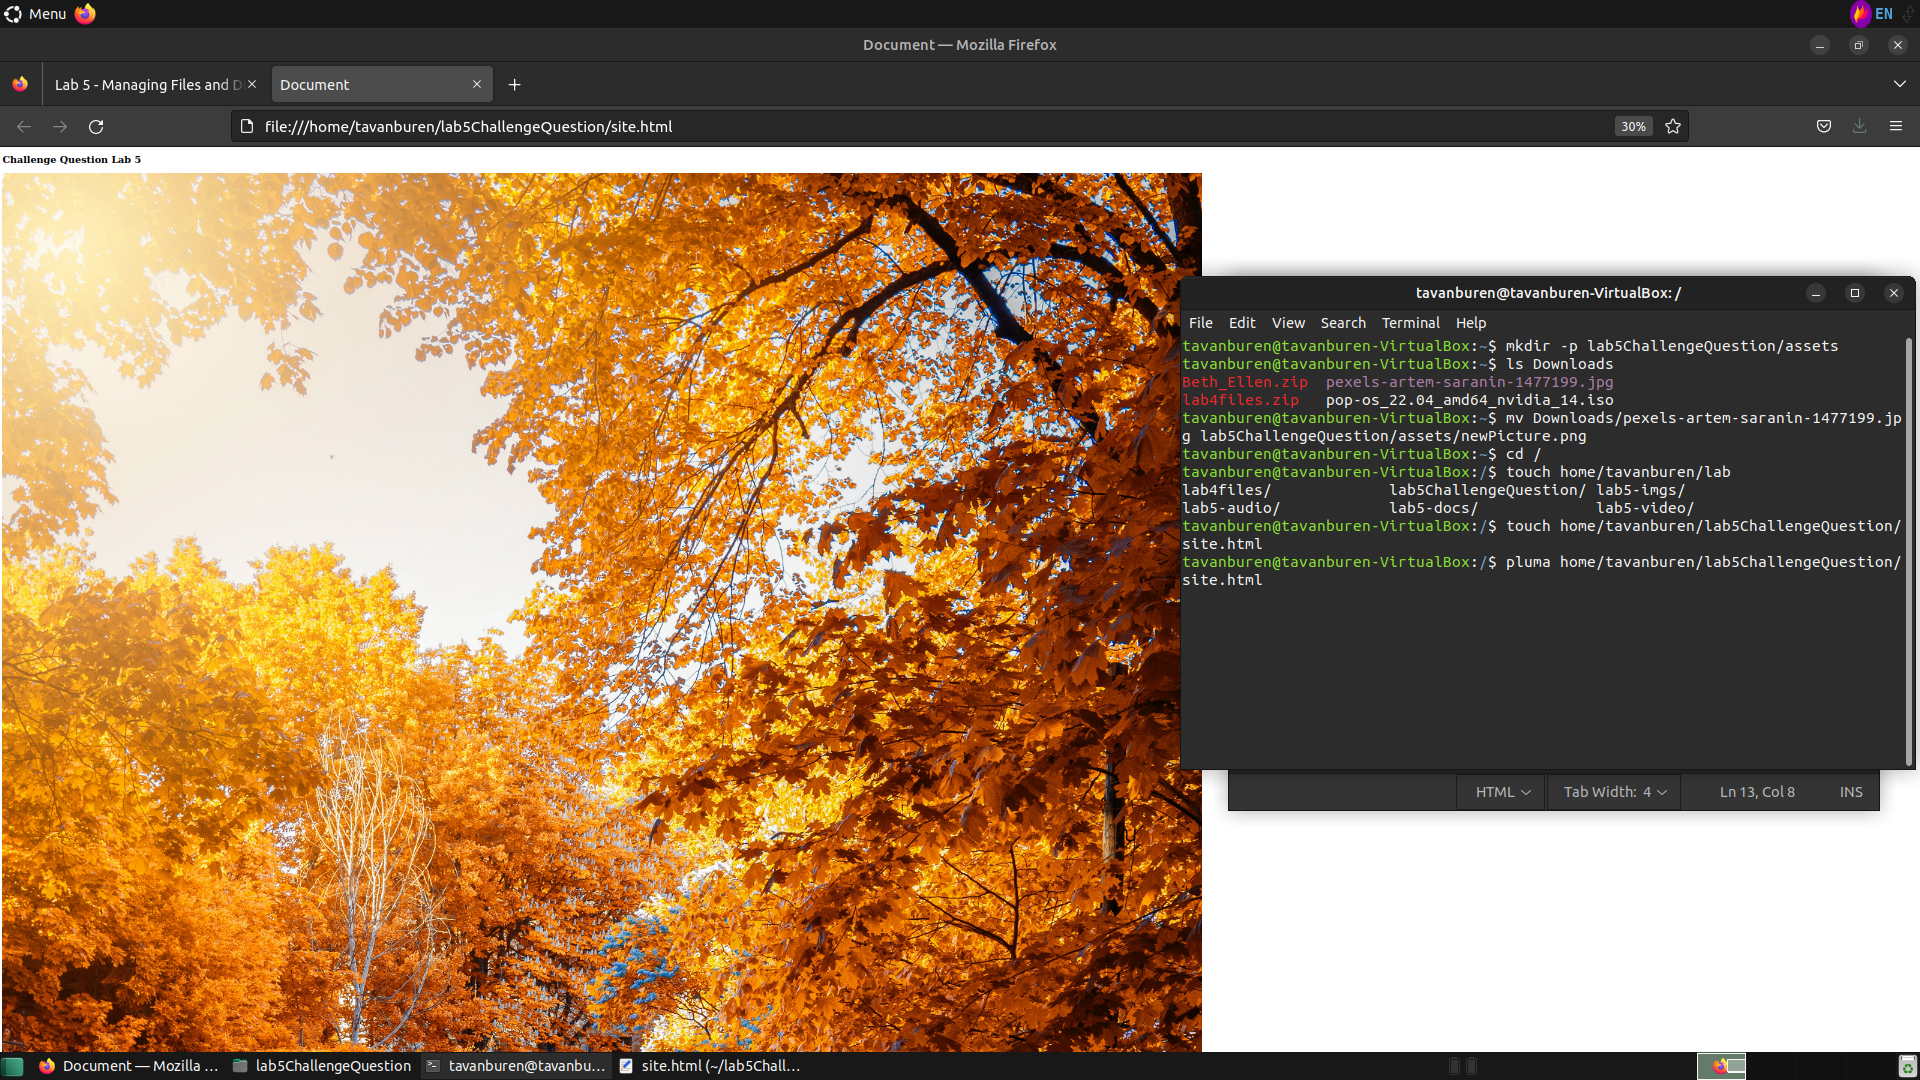 Menu
EN
Document — Mozilla Firefox
Lab 5 - Managing Files and D
Document
file:///home/tavanburen/lab5ChallengeQuestion/site.html
30%
Challenge Question Lab 5
tavanburen@tavanburen-VirtualBox: /
File Edit View Search Terminal Help
tavanburen@tavanburen-VirtualBox:~$ mkdir -p lab5ChallengeQuestion/assets
tavanburen@tavanburen-VirtualBox:~$ ls Downloads
Beth_Ellen.zip pexels-artem-saranin-1477199.jpg
lab4files.zip pop-os_22.04_amd64_nvidia_14.iso
tavanburen@tavanburen-VirtualBox:~$ mv Downloads/pexels-artem-saranin-1477199.jp
g lab5ChallengeQuestion/assets/newPicture.png
tavanburen@tavanburen-VirtualBox:~$ cd /
tavanburen@tavanburen-VirtualBox:/$ touch home/tavanburen/lab
lab4files/ lab5ChallengeQuestion/ lab5-imgs/
lab5-audio/ lab5-docs/ lab5-video/
tavanburen@tavanburen-VirtualBox:/$ touch home/tavanburen/lab5ChallengeQuestion/
site.html
tavanburen@tavanburen-VirtualBox:/$ pluma home/tavanburen/lab5ChallengeQuestion/
site.html
HTML Tab Width: 4 Ln 13, Col 8 INS
Document — Mozilla ... lab5ChallengeQuestion tavanburen@tavanbu... site.html (~/lab5Chall...